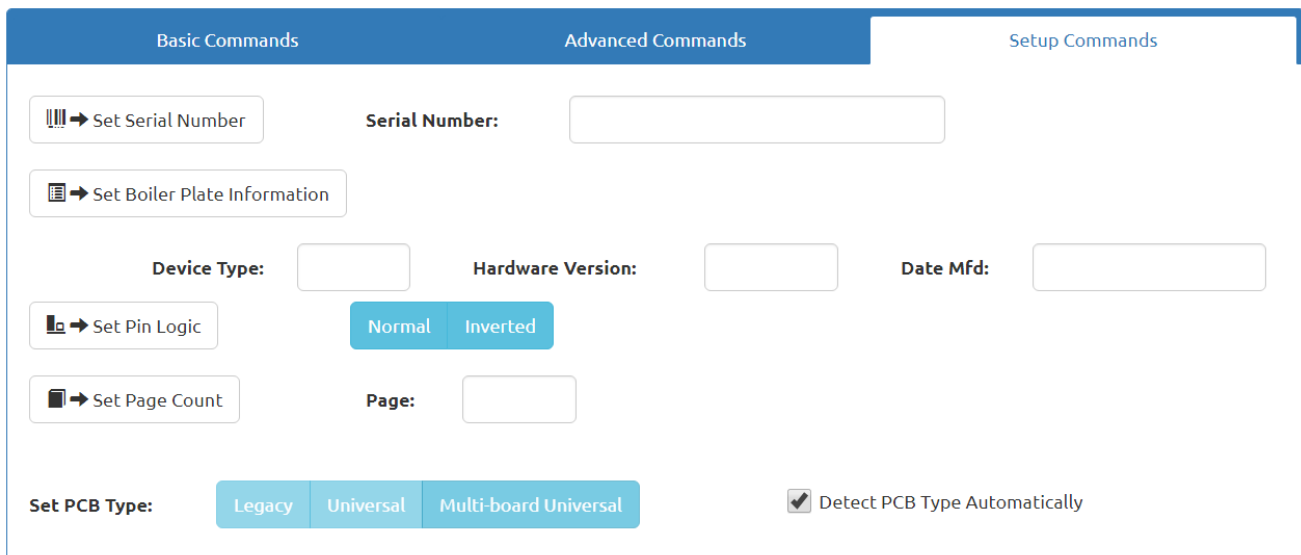 Basic Commands Advanced Commands Setup Commands
Set Serial Number Serial Number:
Set Boiler Plate Information
Device Type: Hardware Version: Date Mfd:
Set Pin Logic Normal Inverted
Set Page Count Page:
Set PCB Type: Legacy Universal Multi-board Universal Detect PCB Type Automatically